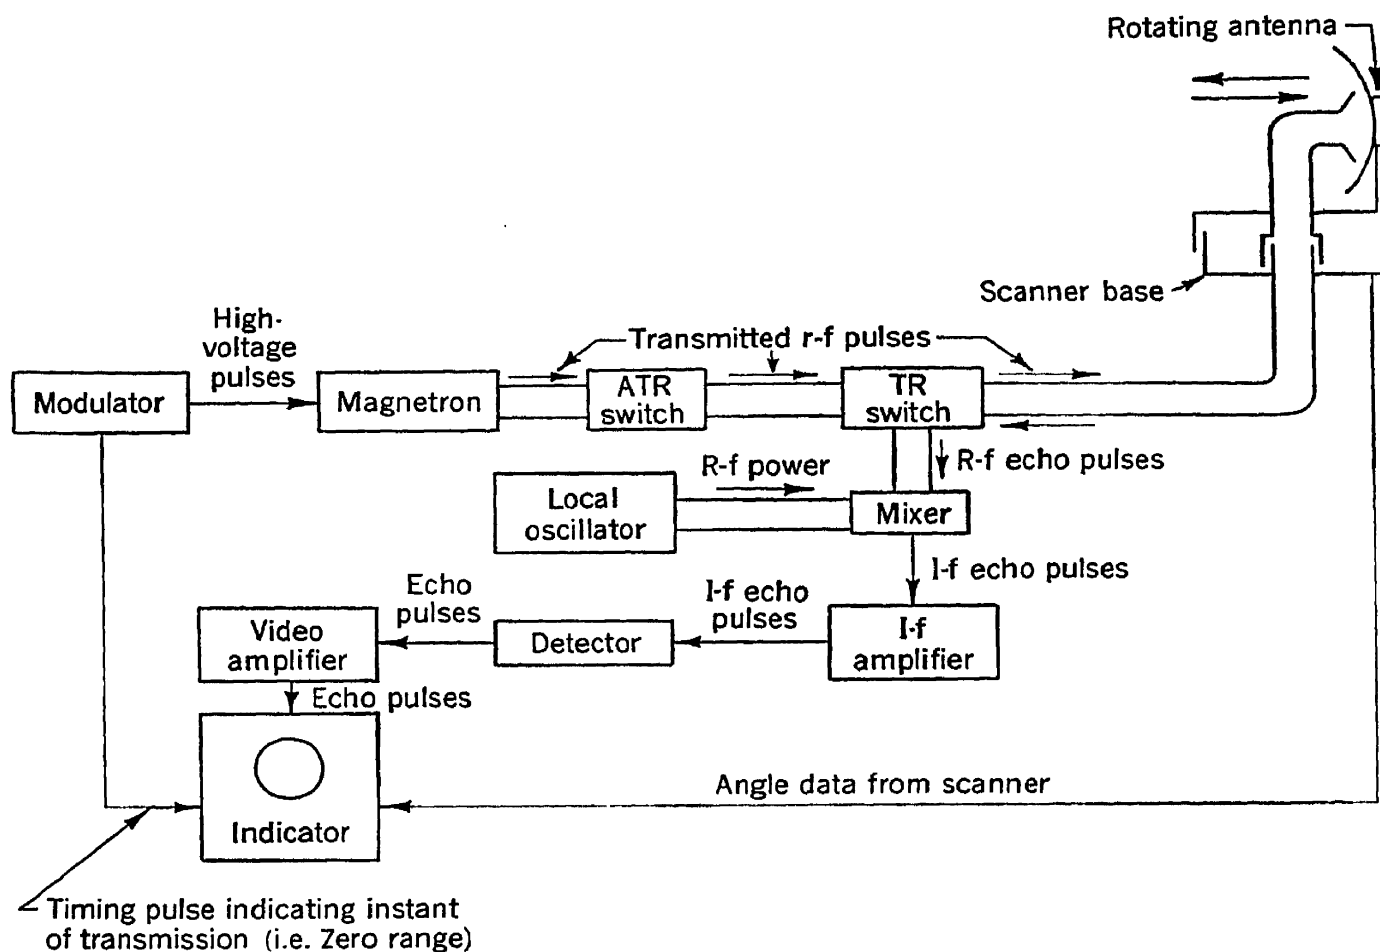 Rotating antenna
Scanner base
High-
voltage
pulses
Transmitted r-f pulses
Modulator
Magnetron
ATR
switch
TR
switch
R-f power
R-f echo pulses
Local
oscillator
Mixer
I-f echo pulses
Echo
pulses
I-f echo
pulses
Video
amplifier
Detector
I-f
amplifier
Echo pulses
Angle data from scanner
Indicator
Timing pulse indicating instant
of transmission (i.e. Zero range)